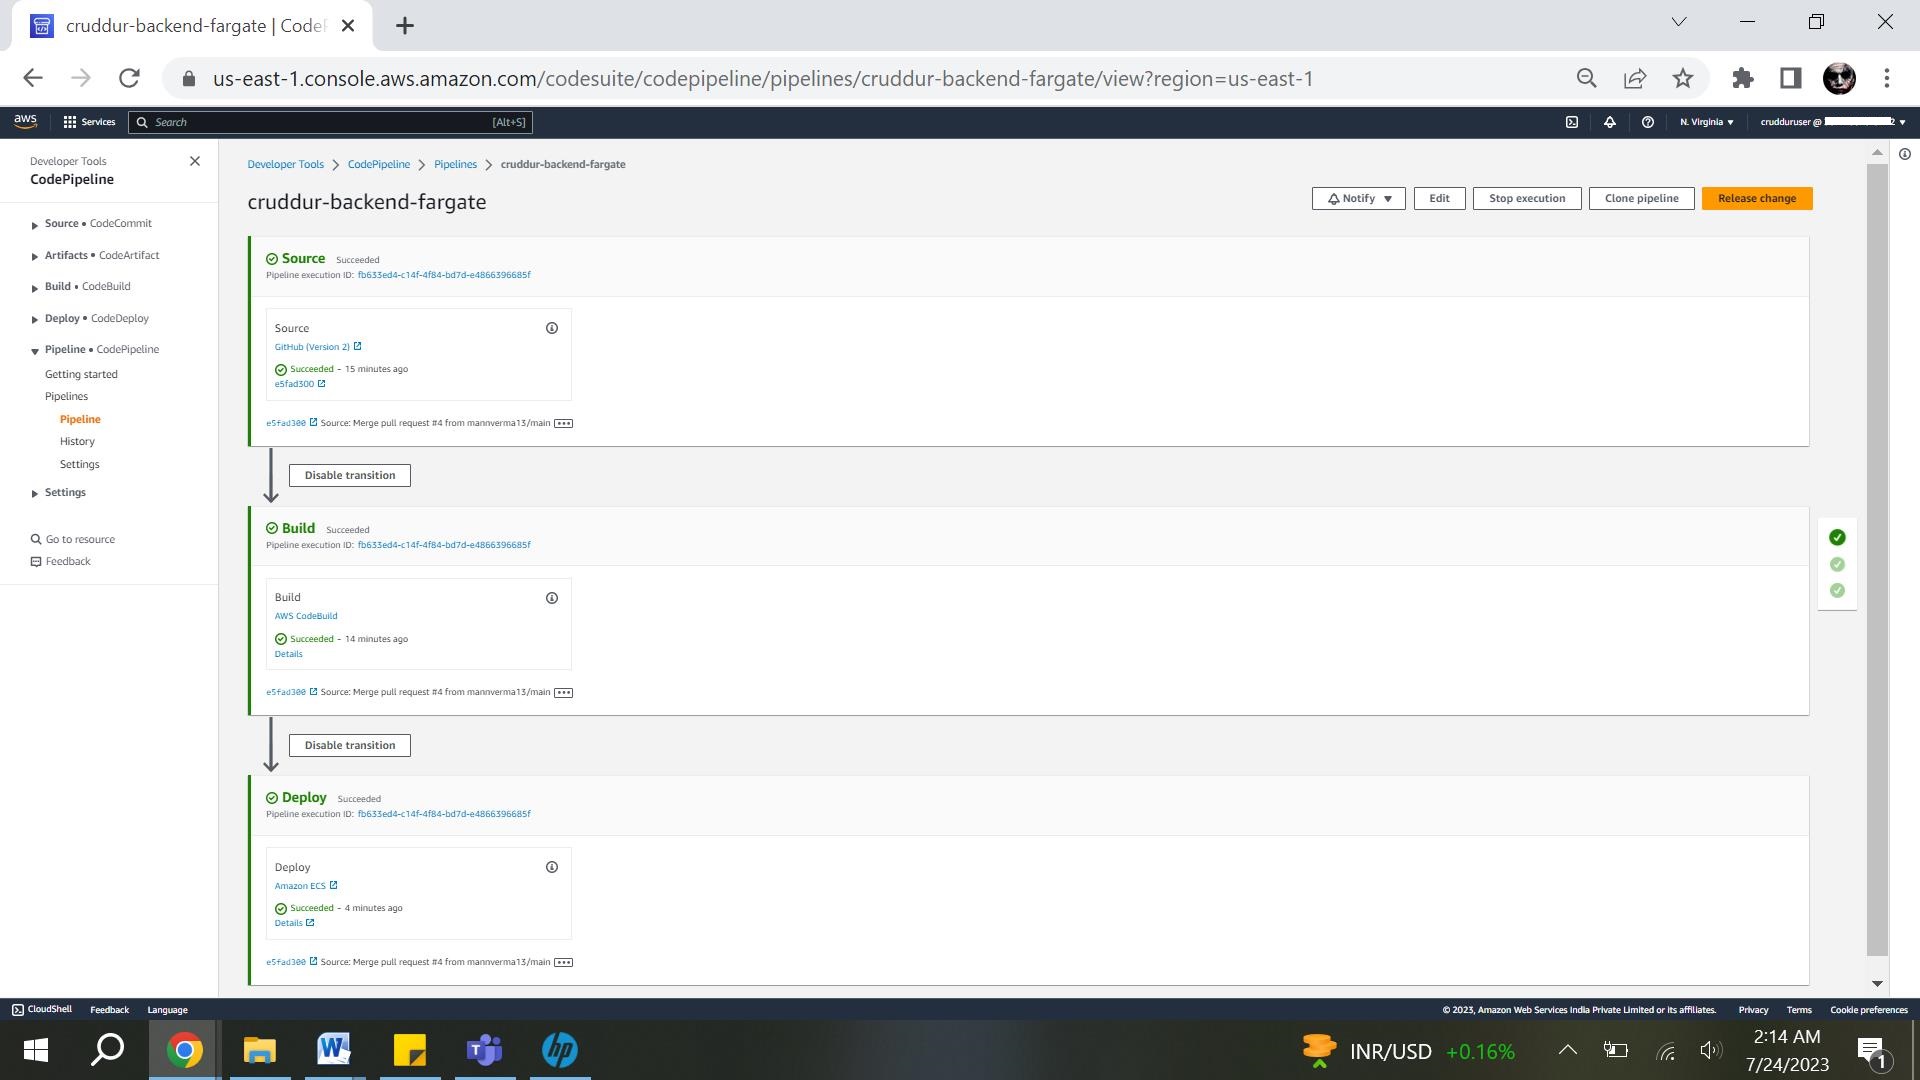 cruddur-backend-fargate | CodeP
us-east-1.console.aws.amazon.com/codesuite/codepipeline/pipelines/cruddur-backend-fargate/view?region=us-east-1
aws
Services
Search
[Alt+S]
N. Virginia
crudduruser @
2
Developer Tools
CodePipeline
Source • CodeCommit
Artifacts • CodeArtifact
Build • CodeBuild
Deploy • CodeDeploy
Pipeline • CodePipeline
Getting started
Pipelines
Pipeline
History
Settings
Settings
Go to resource
Feedback
Developer Tools
CodePipeline
Pipelines
cruddur-backend-fargate
cruddur-backend-fargate
Notify
Edit
Stop execution
Clone pipeline
Release change
Source Succeeded
Pipeline execution ID: fb633ed4-c14f-4f84-bd7d-e4866396685f
Source
GitHub (Version 2)
Succeeded - 15 minutes ago
e5fad300
e5fad300 Source: Merge pull request #4 from mannverma13/main
Disable transition
Build Succeeded
Pipeline execution ID: fb633ed4-c14f-4f84-bd7d-e4866396685f
Build
AWS CodeBuild
Succeeded - 14 minutes ago
Details
e5fad300 Source: Merge pull request #4 from mannverma13/main
Disable transition
Deploy Succeeded
Pipeline execution ID: fb633ed4-c14f-4f84-bd7d-e4866396685f
Deploy
Amazon ECS
Succeeded - 4 minutes ago
Details
e5fad300 Source: Merge pull request #4 from mannverma13/main
CloudShell
Feedback
Language
© 2023, Amazon Web Services India Private Limited or its affiliates.
Privacy
Terms
Cookie preferences
INR/USD +0.16%
2:14 AM
7/24/2023
1